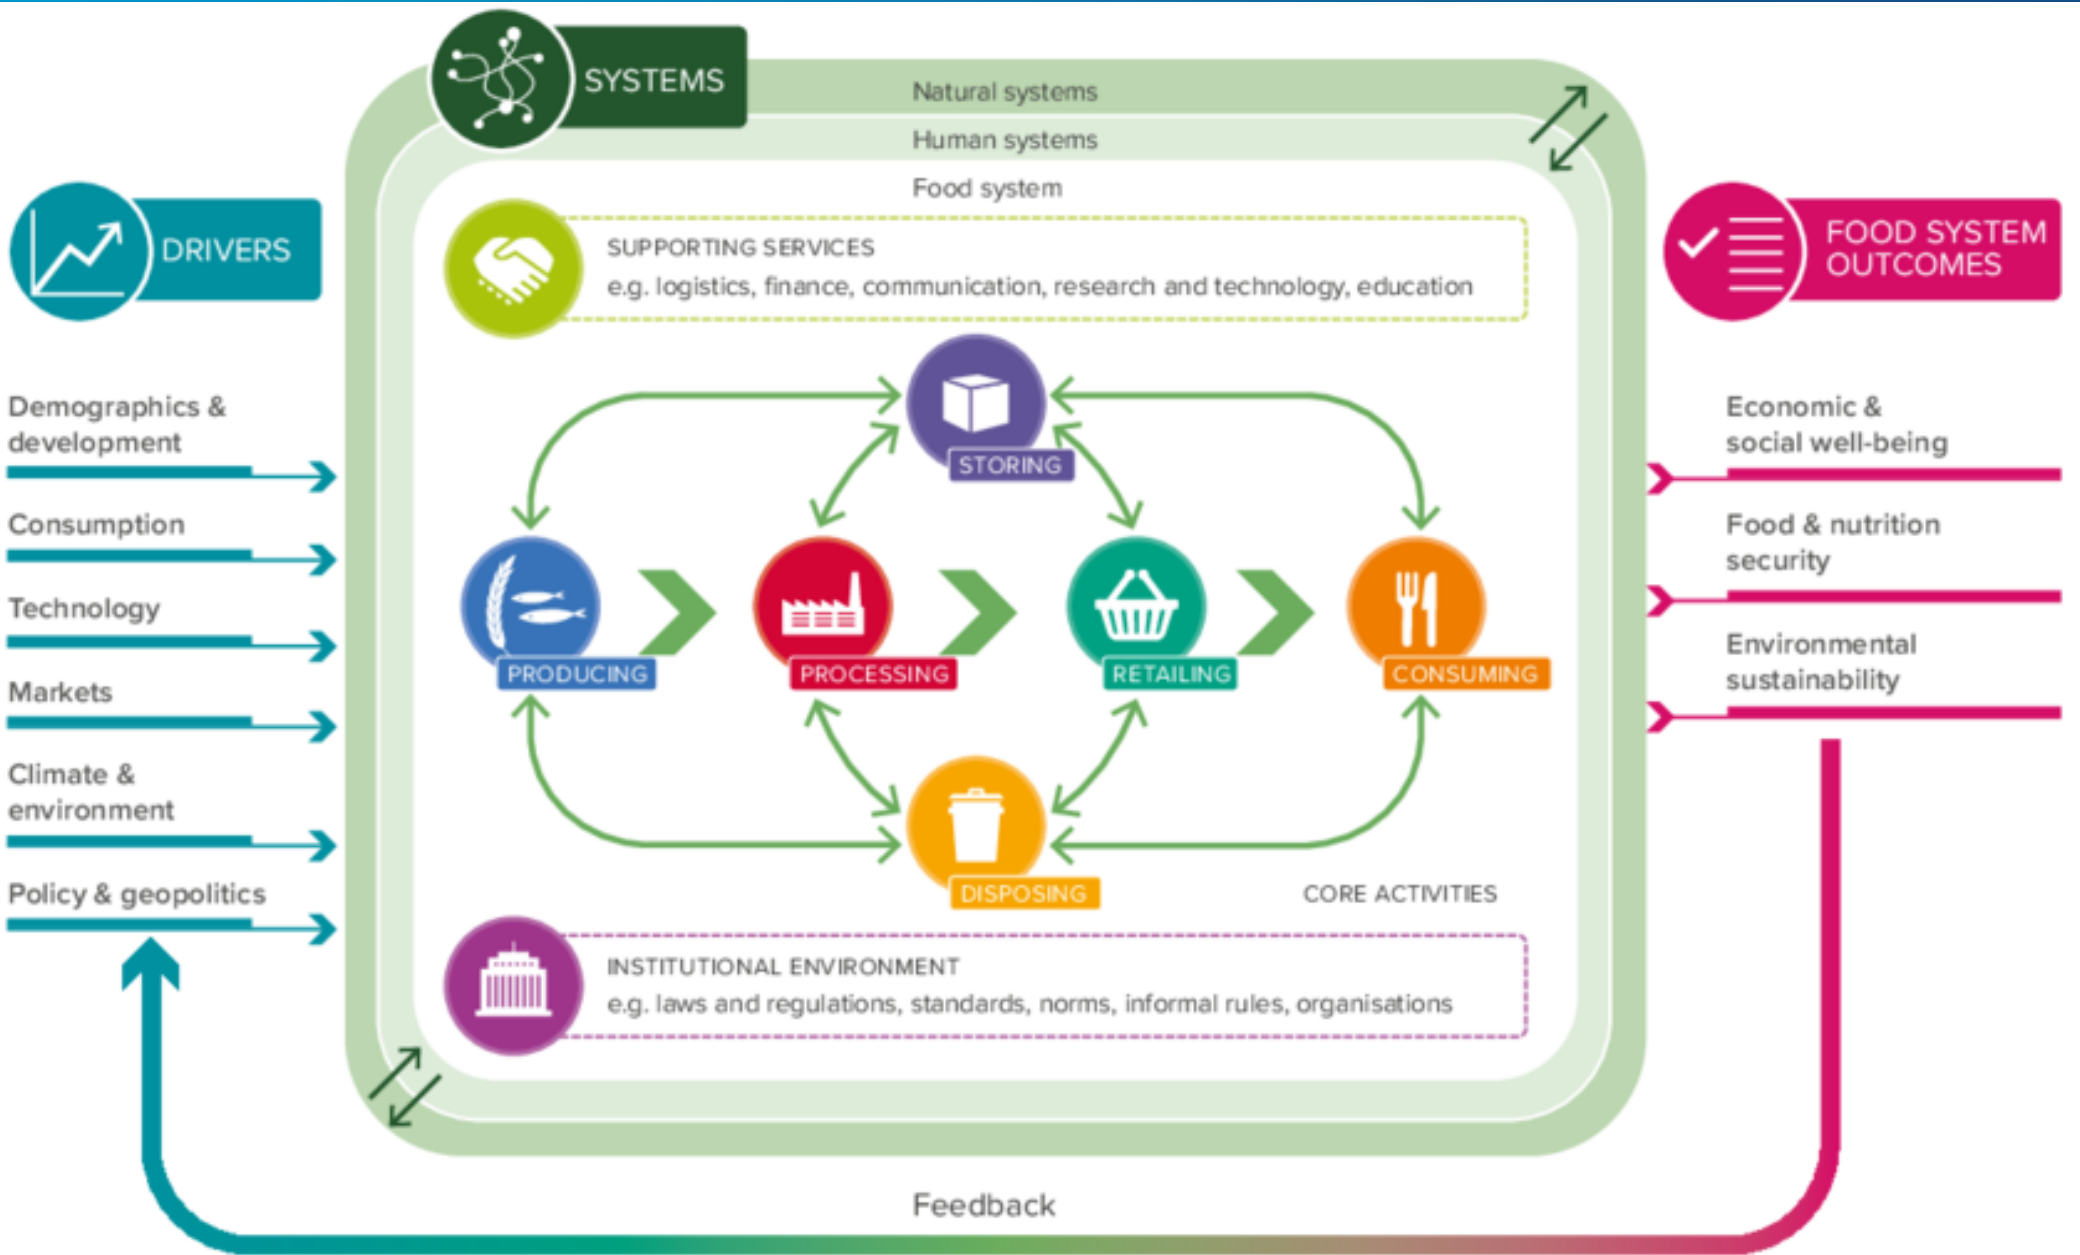 SYSTEMS
Natural systems
Human systems
Food system
DRIVERS
Demographics &
development
Consumption
Technology
Markets
Climate &
environment
Policy & geopolitics
SUPPORTING SERVICES
e.g. logistics, finance, communication, research and technology, education
STORING
PRODUCING
PROCESSING
RETAILING
CONSUMING
DISPOSING
CORE ACTIVITIES
INSTITUTIONAL ENVIRONMENT
e.g. laws and regulations, standards, norms, informal rules, organisations
FOOD SYSTEM
OUTCOMES
Economic &
social well-being
Food & nutrition
security
Environmental
sustainability
Feedback